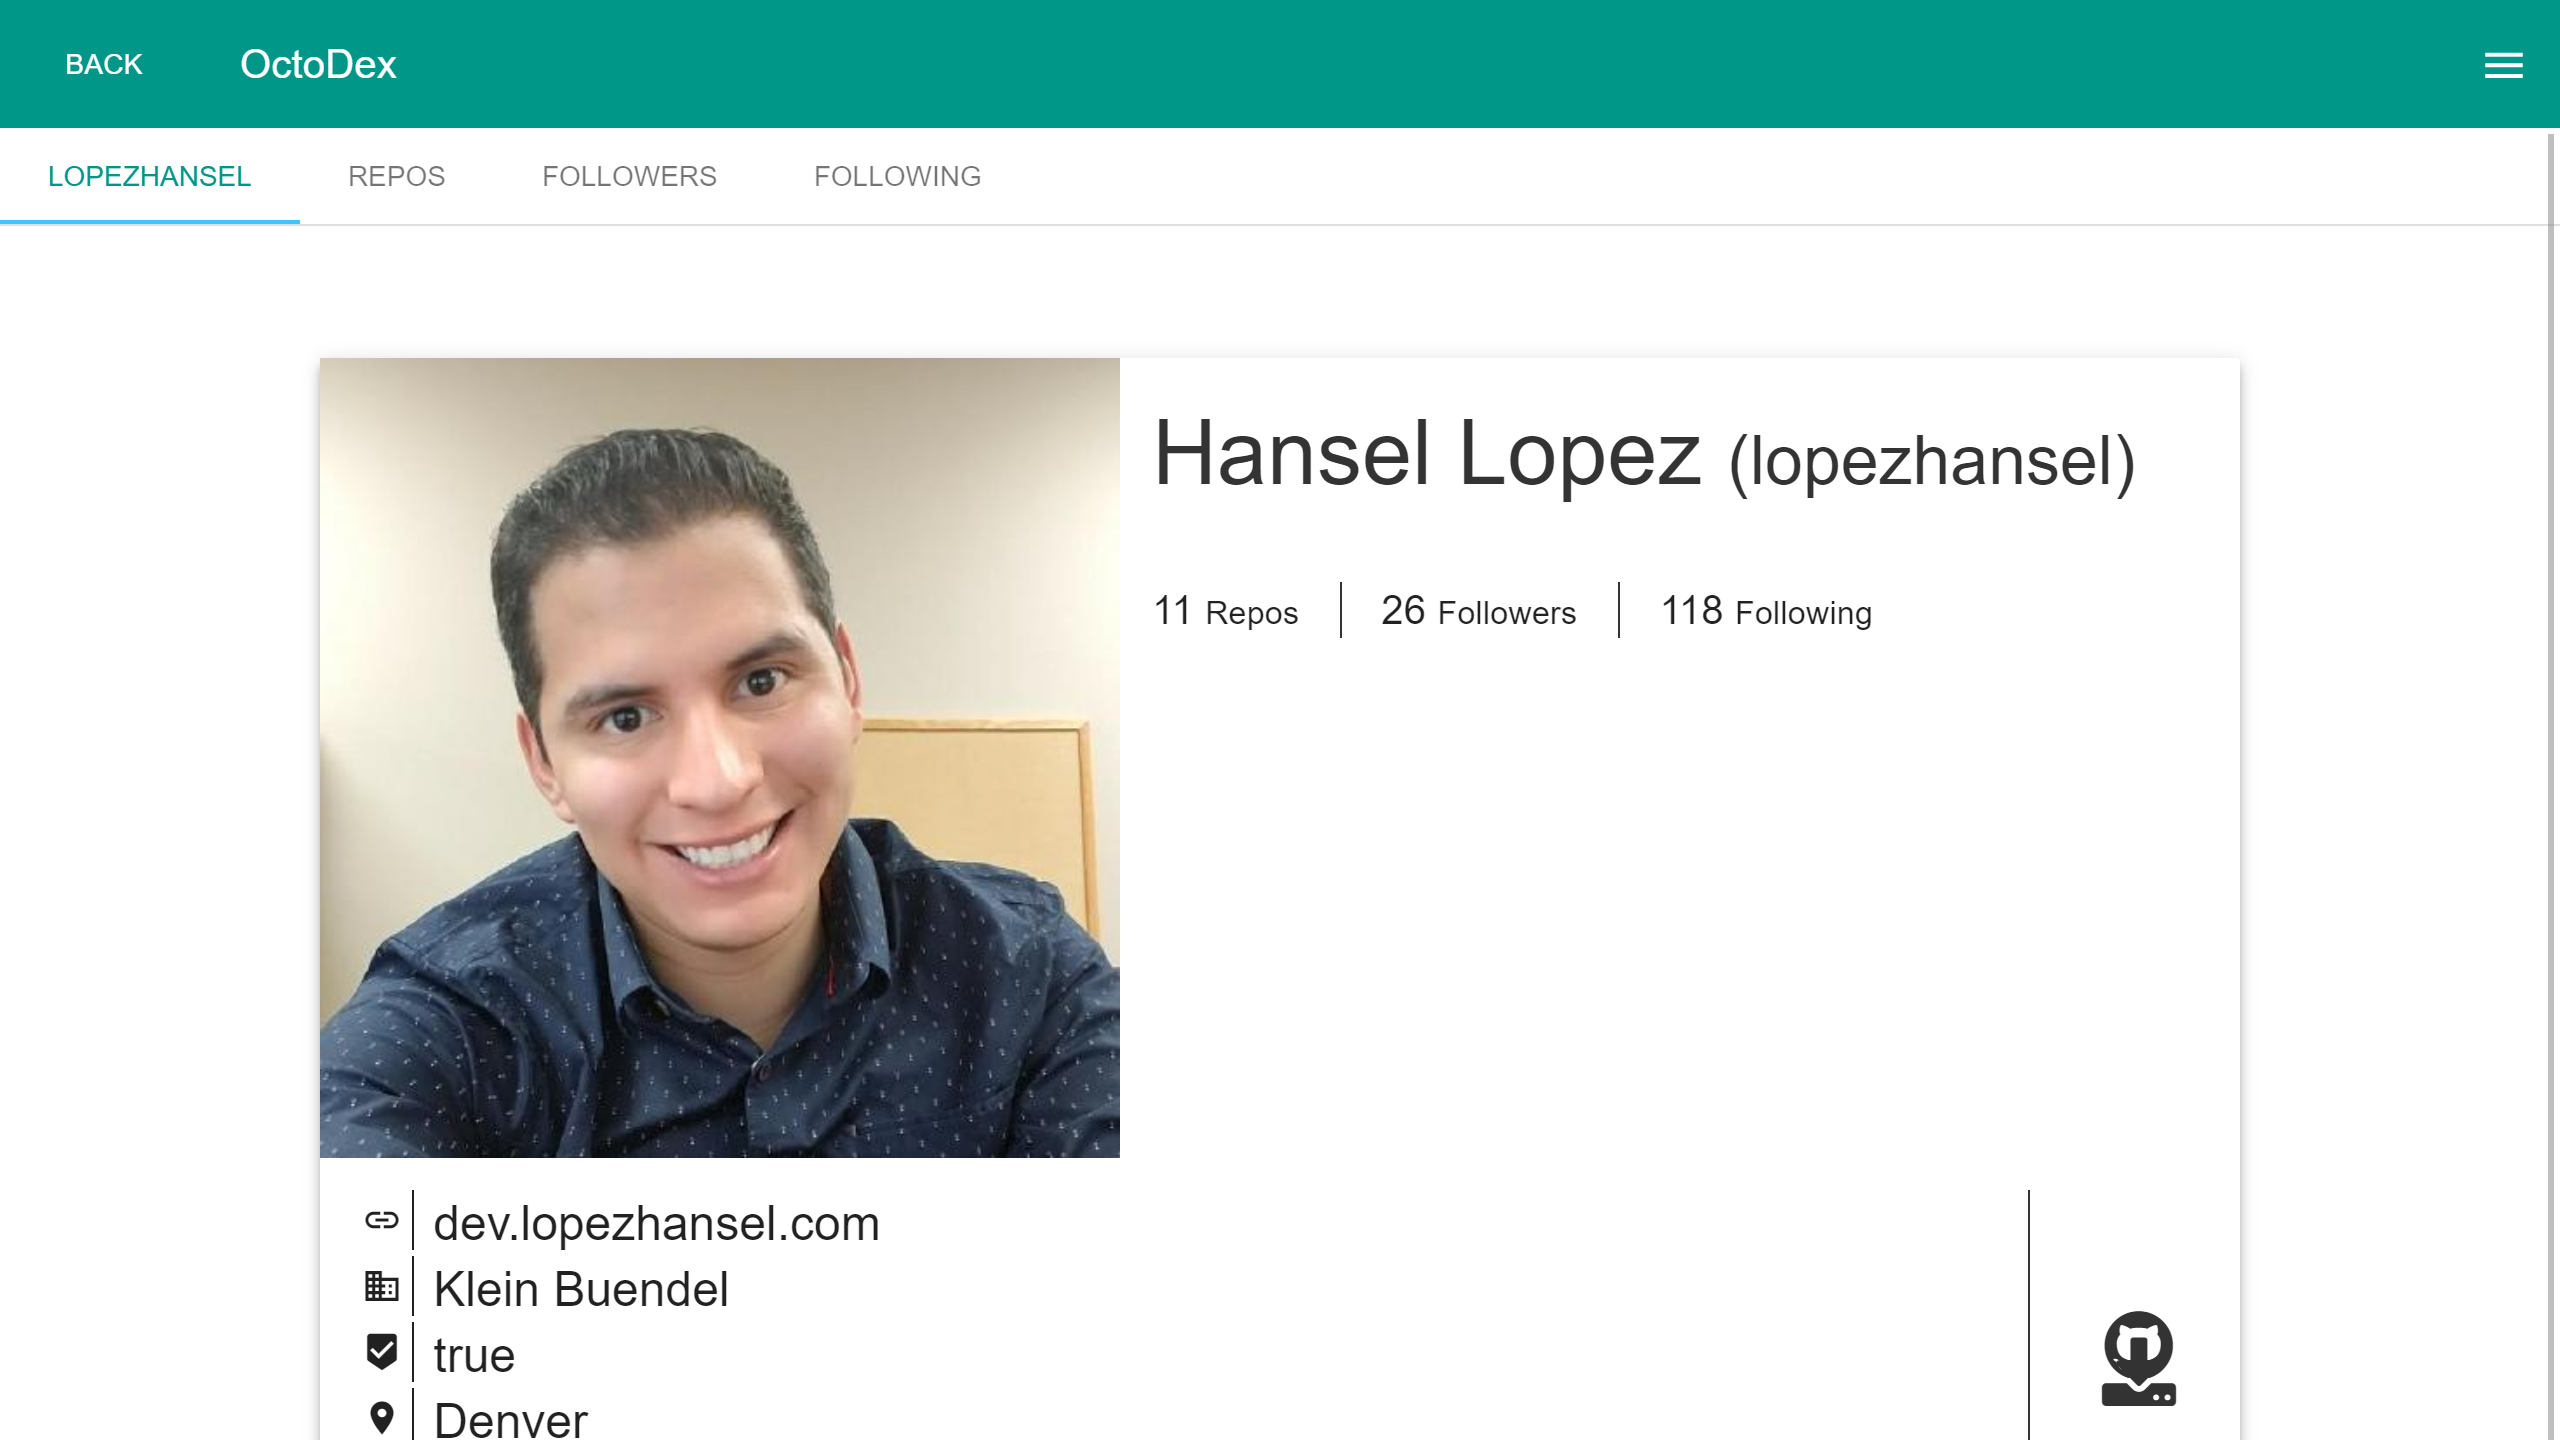 BACK OctoDex
LOPEZHANSEL REPOS FOLLOWERS FOLLOWING
Hansel Lopez (lopezhansel)
11 Repos 26 Followers 118 Following
dev.lopezhansel.com
Klein Buendel
true
Denver